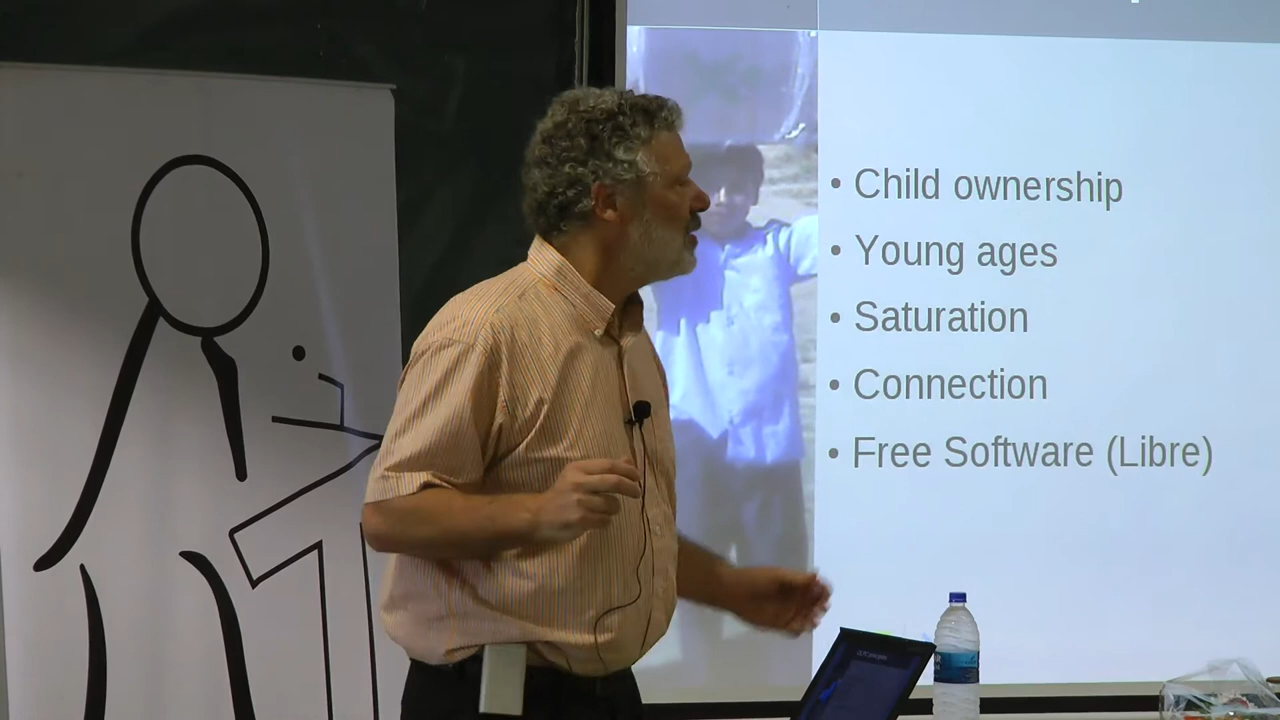 • Child ownership
• Young ages
• Saturation
• Connection
• Free Software (Libre)